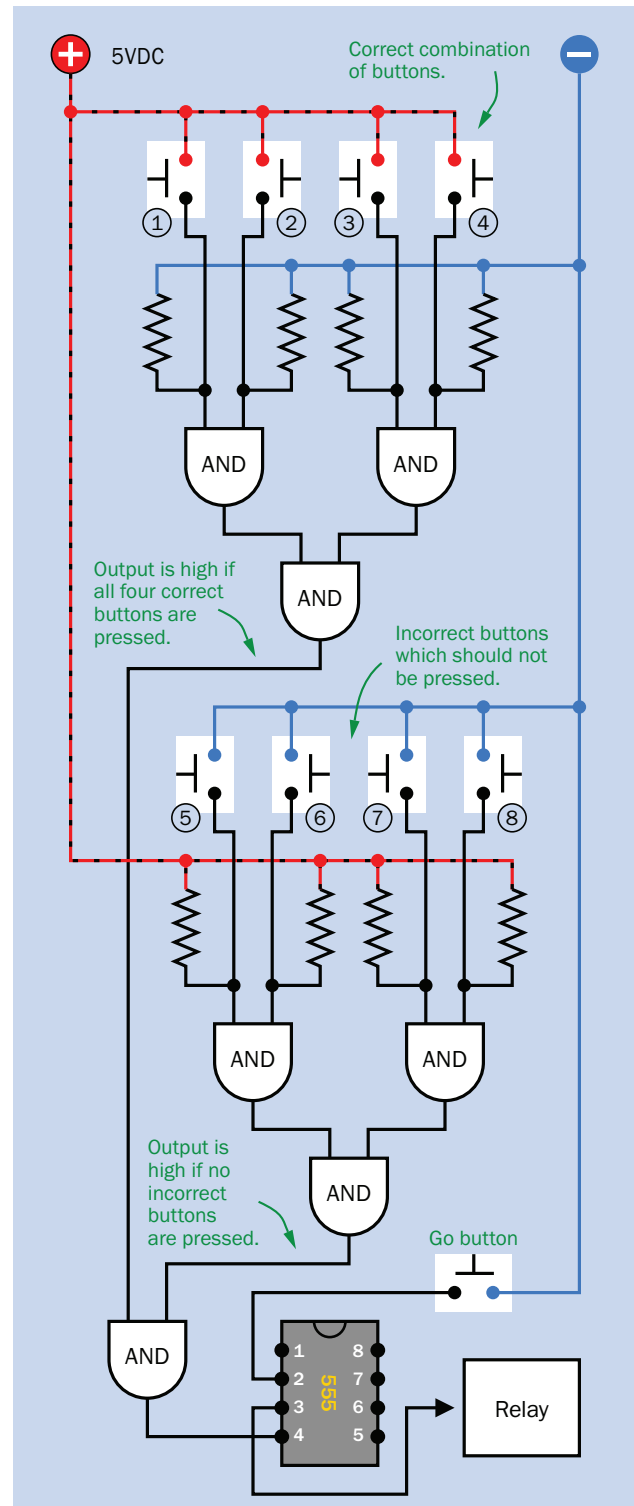 +
5VDC
Correct combination
of buttons.
−
1
2
3
4
AND
AND
Output is high if
all four correct
buttons are
pressed.
AND
Incorrect buttons
which should not
be pressed.
5
6
7
8
AND
AND
Output is
high if no
incorrect
buttons
are pressed.
AND
Go button
AND
1 8
2 7
3 6
4 5
555
Relay